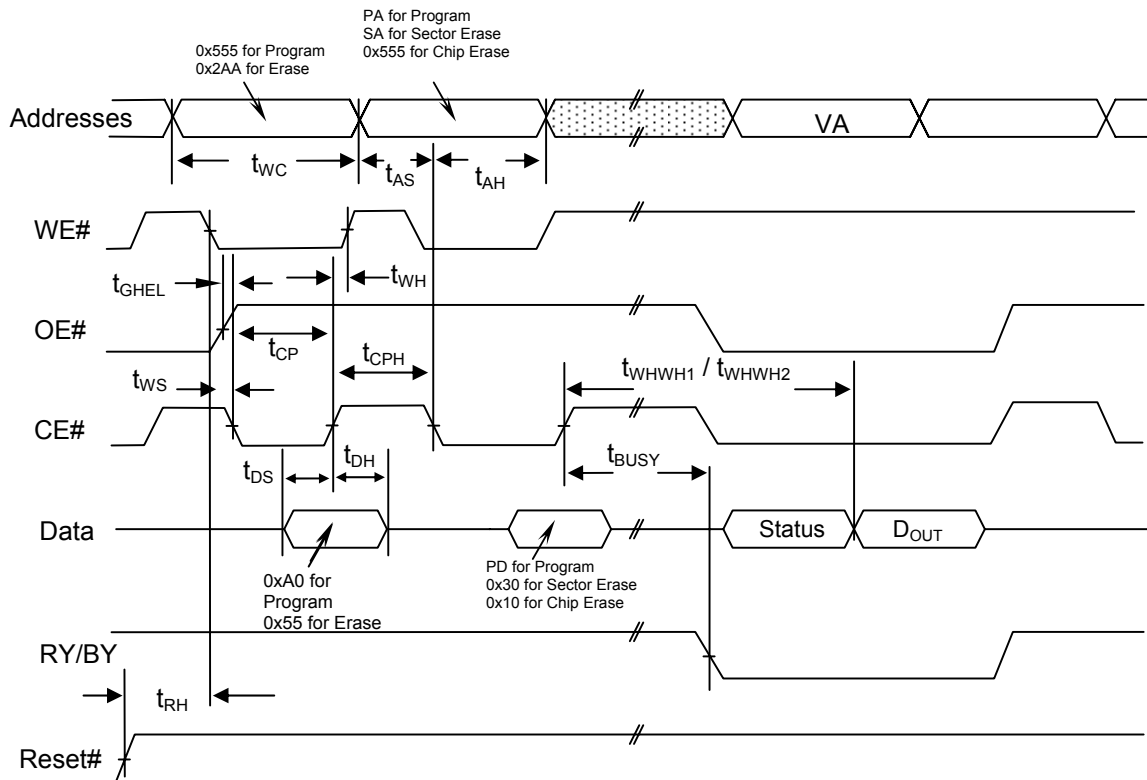 PA for Program
SA for Sector Erase
0x555 for Chip Erase
0x555 for Program
0x2AA for Erase
Addresses
VA
tWC
tAS
tAH
WE#
tGHEL
tWH
OE#
tCP
tCPH
tWHWH1 / tWHWH2
tWS
CE#
tDS
tDH
tBUSY
Data
Status
DOUT
0xA0 for
Program
0x55 for Erase
PD for Program
0x30 for Sector Erase
0x10 for Chip Erase
RY/BY
tRH
Reset#